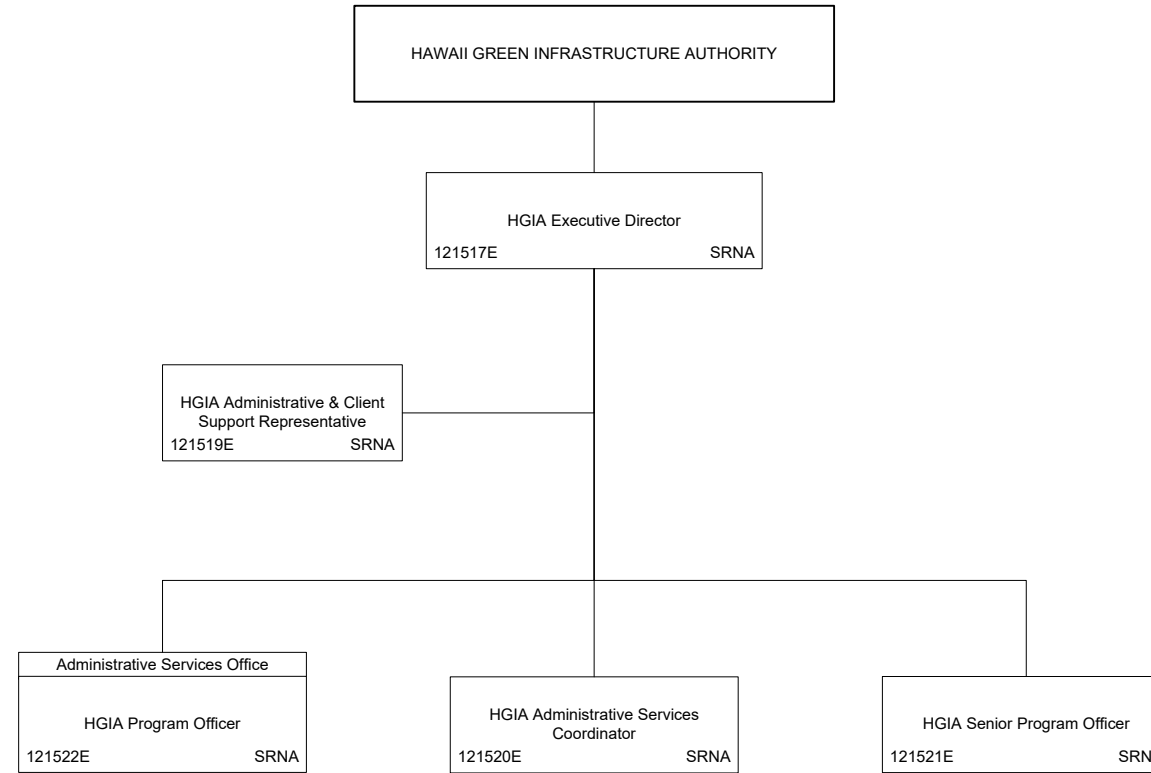 HAWAII GREEN INFRASTRUCTURE AUTHORITY
HGIA Executive Director
121517E SRNA
HGIA Administrative & Client
Support Representative
121519E SRNA
Administrative Services Office
HGIA Program Officer
121522E SRNA
HGIA Administrative Services
Coordinator
121520E SRNA
HGIA Senior Program Officer
121521E SRN